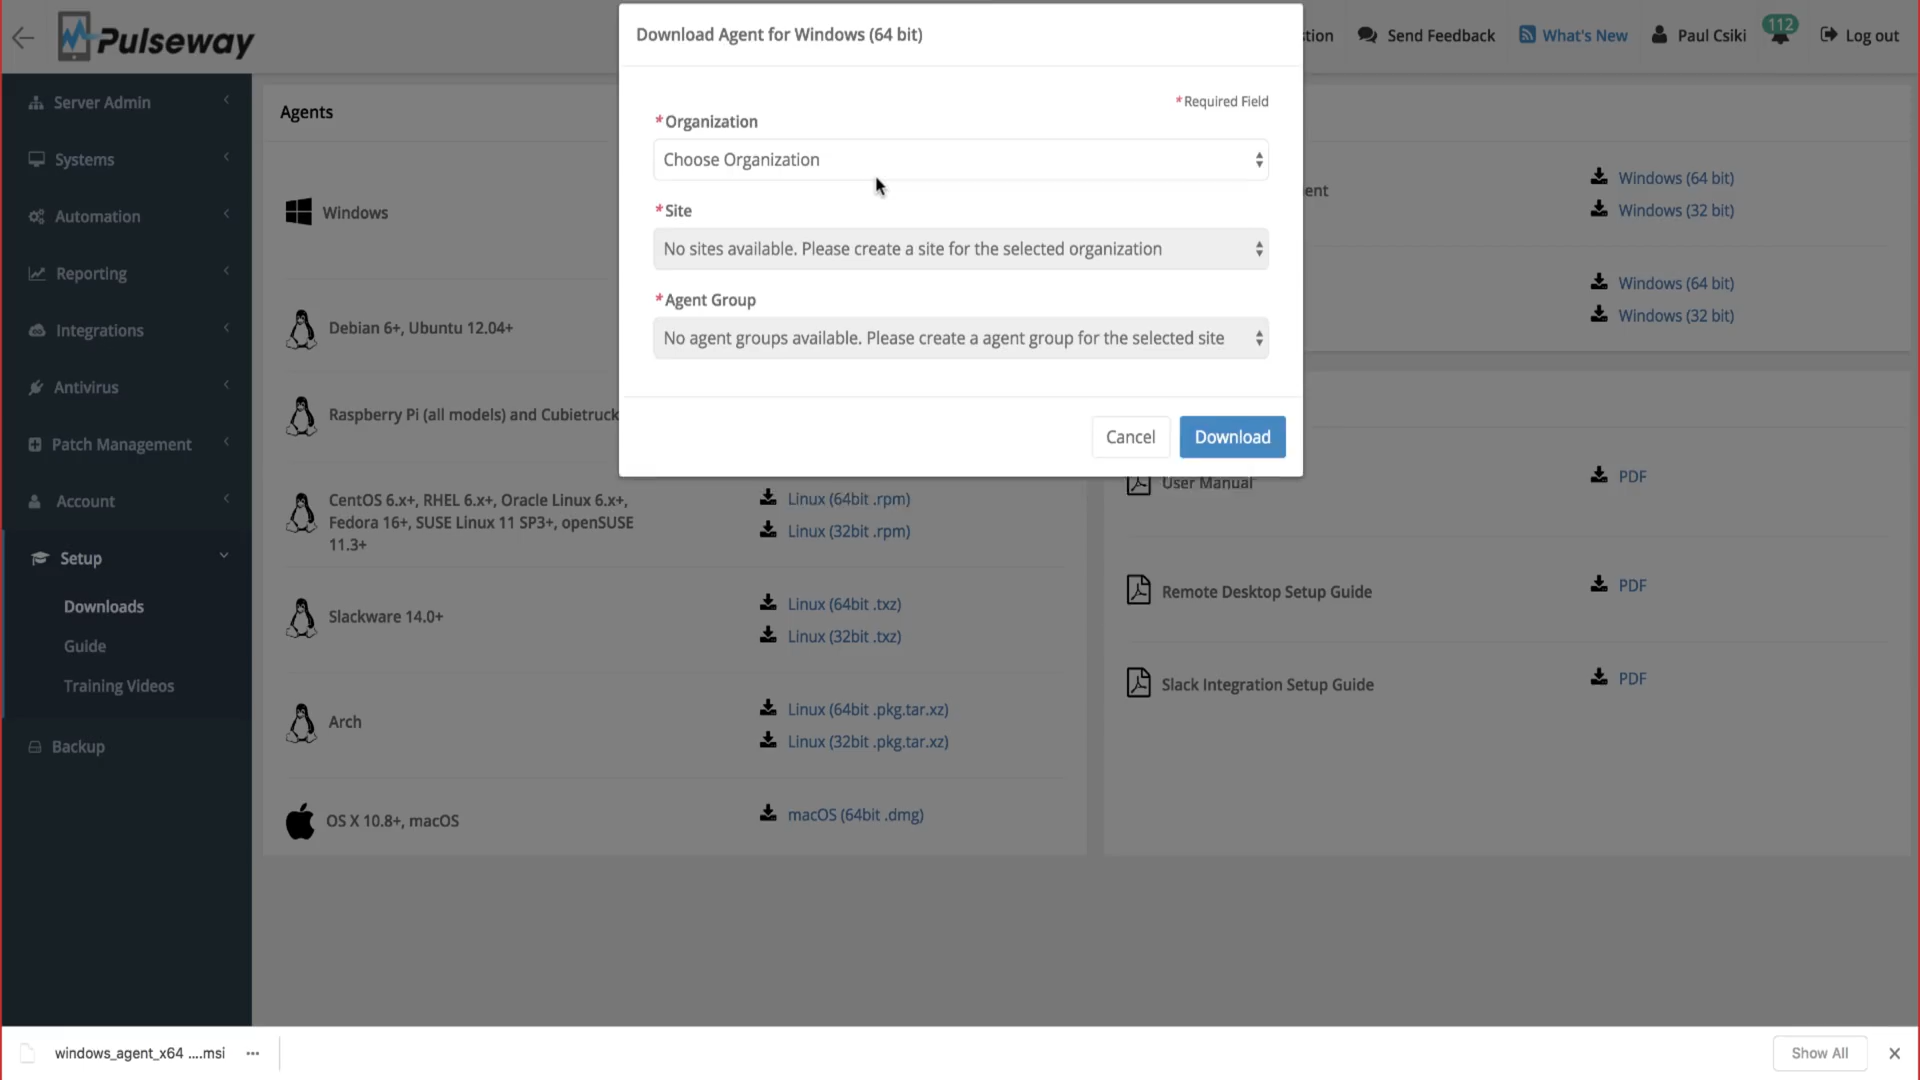 Pulseway
stion
Send Feedback
What's New
Paul Csiki
112
Log out
Server Admin
Systems
Automation
Reporting
Integrations
Antivirus
Patch Management
Account
Setup
Downloads
Guide
Training Videos
Backup
Download Agent for Windows (64 bit)
*Required Field
*Organization
Choose Organization
*Site
No sites available. Please create a site for the selected organization
*Agent Group
No agent groups available. Please create a agent group for the selected site
Cancel
Download
Agents
Windows
Debian 6+, Ubuntu 12.04+
Raspberry Pi (all models) and Cubietruck
CentOS 6.x+, RHEL 6.x+, Oracle Linux 6.x+,
Fedora 16+, SUSE Linux 11 SP3+, openSUSE
11.3+
Linux (64bit .rpm)
Linux (32bit .rpm)
Slackware 14.0+
Linux (64bit .txz)
Linux (32bit .txz)
Arch
Linux (64bit .pkg.tar.xz)
Linux (32bit .pkg.tar.xz)
OS X 10.8+, macOS
macOS (64bit .dmg)
ent
Windows (64 bit)
Windows (32 bit)
Windows (64 bit)
Windows (32 bit)
User Manual
PDF
Remote Desktop Setup Guide
PDF
Slack Integration Setup Guide
PDF
windows_agent_x64 ....msi
Show All